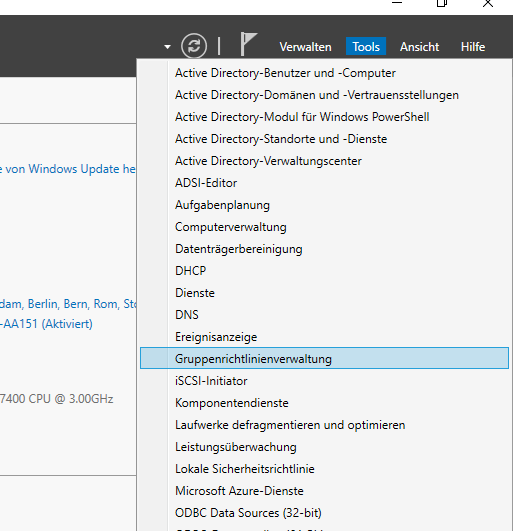 Verwalten Tools Ansicht Hilfe
Active Directory-Benutzer und -Computer
Active Directory-Domänen und -Vertrauensstellungen
Active Directory-Modul für Windows PowerShell
Active Directory-Standorte und -Dienste
e von Windows Update he
Active Directory-Verwaltungscenter
ADSI-Editor
Aufgabenplanung
Computerverwaltung
Datenträgerbereinigung
DHCP
Dienste
dam, Berlin, Bern, Rom, Sto
DNS
-AA151 (Aktiviert)
Ereignisanzeige
Gruppenrichtlinienverwaltung
iSCSI-Initiator
7400 CPU @ 3.00GHz
Komponentendienste
Laufwerke defragmentieren und optimieren
Leistungsüberwachung
Lokale Sicherheitsrichtlinie
Microsoft Azure-Dienste
ODBC Data Sources (32-bit)